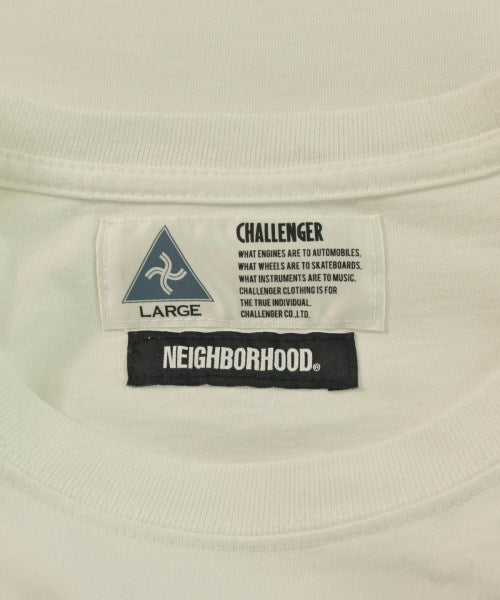 CHALLENGER
WHAT ENGINES ARE TO AUTOMOBILES,
WHAT WHEELS ARE TO SKATEBOARDS,
WHAT INSTRUMENTS ARE TO MUSIC,
CHALLENGER CLOTHING IS FOR
THE TRUE INDIVIDUAL.
CHALLENGER CO.,LTD.
LARGE
NEIGHBORHOOD®